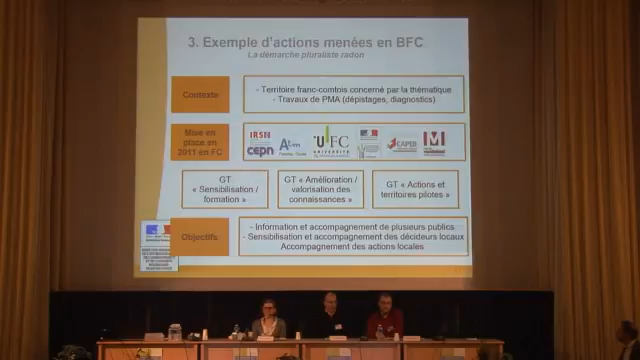 3. Exemple d'actions menées en BFC
La démarche pluraliste radon
Contexte
- Territoire franc-comtois concerné par la thématique
- Travaux de PMA (dépistages, diagnostics)
Mise en
place en
2011 en FC
IRSN
cepn
Atm
UFC
UNIVERSITÉ
CAPEB
GT
« Sensibilisation /
formation »
GT « Amélioration /
valorisation des
connaissances »
GT « Actions et
territoires pilotes »
Objectifs
- Information et accompagnement de plusieurs publics
- Sensibilisation et accompagnement des décideurs locaux
Accompagnement des actions locales